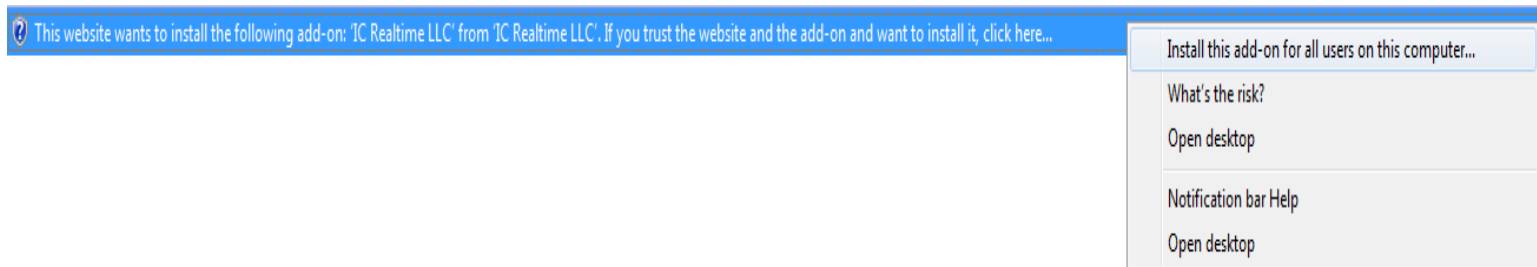 This website wants to install the following add-on: 'IC Realtime LLC' from 'IC Realtime LLC'. If you trust the website and the add-on and want to install it, click here...
Install this add-on for all users on this computer...
What's the risk?
Open desktop
Notification bar Help
Open desktop